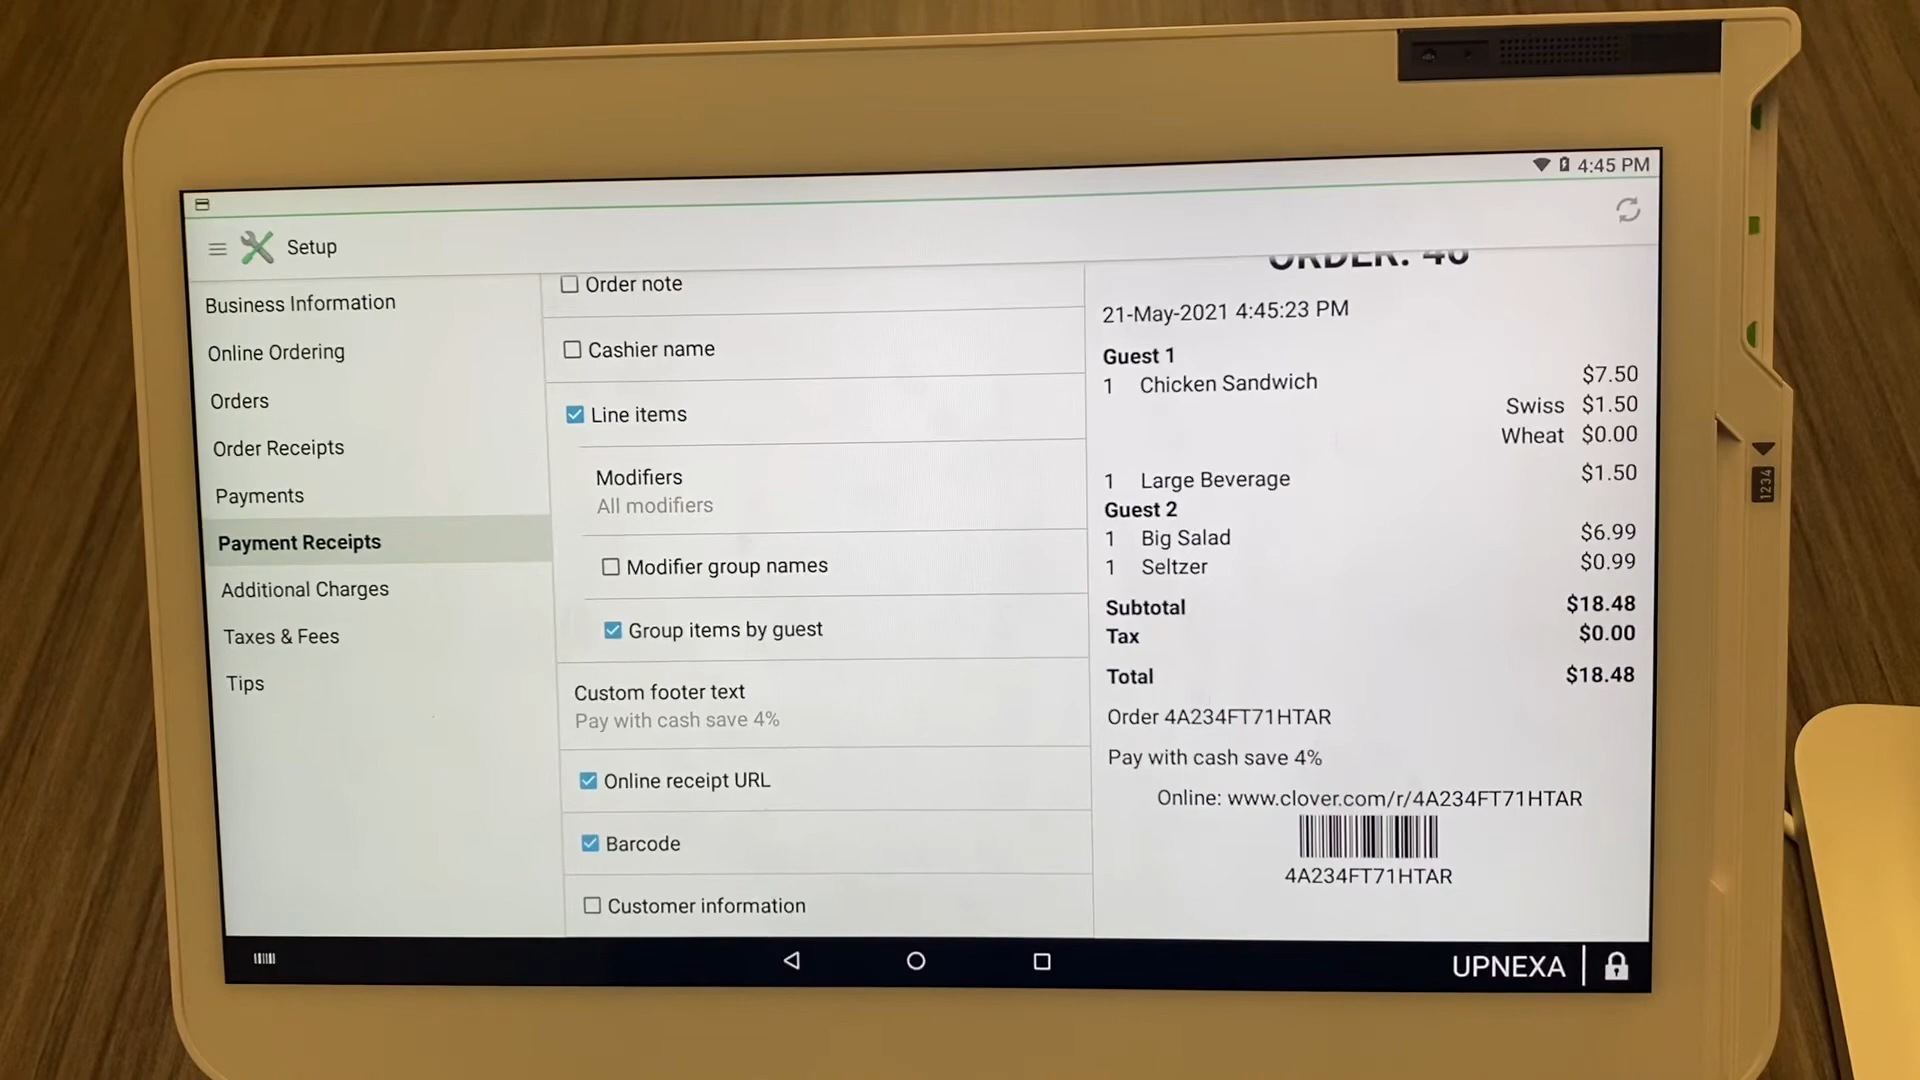 4:45 PM
Setup
Business Information
Online Ordering
Orders
Order Receipts
Payments
Payment Receipts
Additional Charges
Taxes & Fees
Tips
Order note
Cashier name
Line items
Modifiers
All modifiers
Modifier group names
Group items by guest
Custom footer text
Pay with cash save 4%
Online receipt URL
Barcode
Customer information
ORDER: 46
21-May-2021 4:45:23 PM
Guest 1
1 Chicken Sandwich $7.50
Swiss $1.50
Wheat $0.00
1 Large Beverage $1.50
Guest 2
1 Big Salad $6.99
1 Seltzer $0.99
Subtotal $18.48
Tax $0.00
Total $18.48
Order 4A234FT71HTAR
Pay with cash save 4%
Online: www.clover.com/r/4A234FT71HTAR
4A234FT71HTAR
UPNEXA
1234